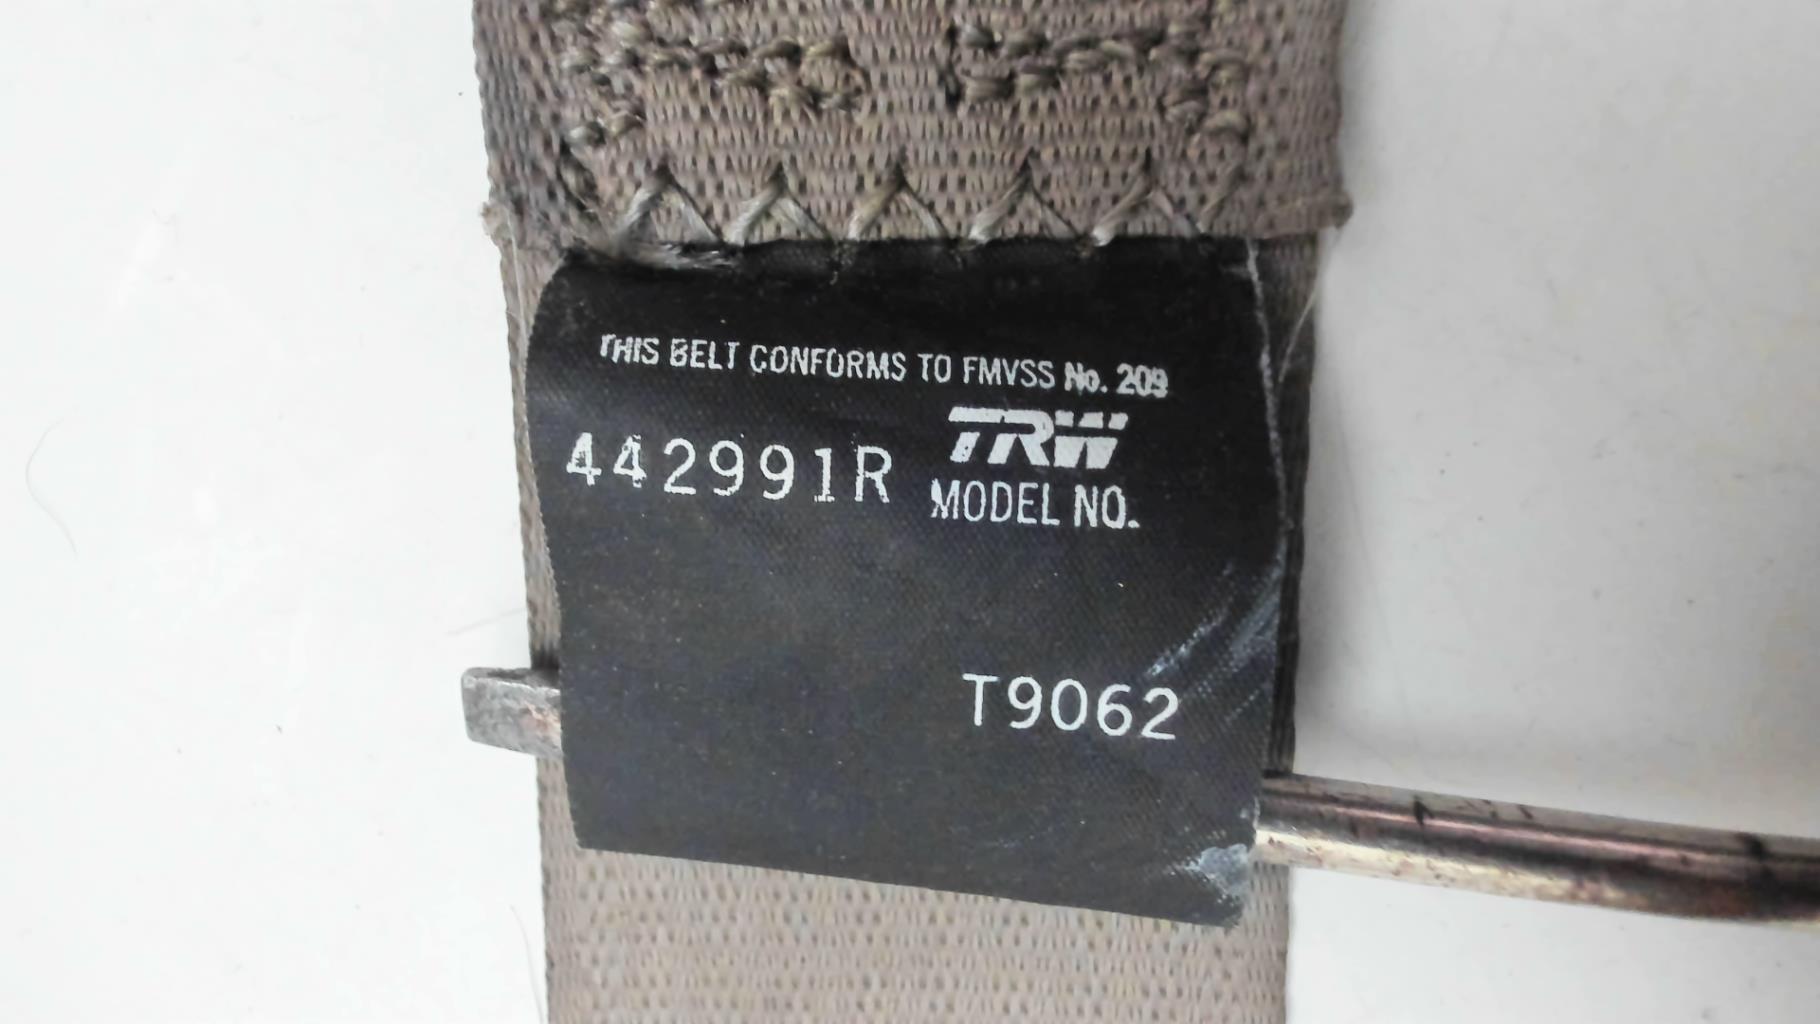 THIS BELT CONFORMS TO FMVSS No. 209
442991R TRW
MODEL NO.
T9062